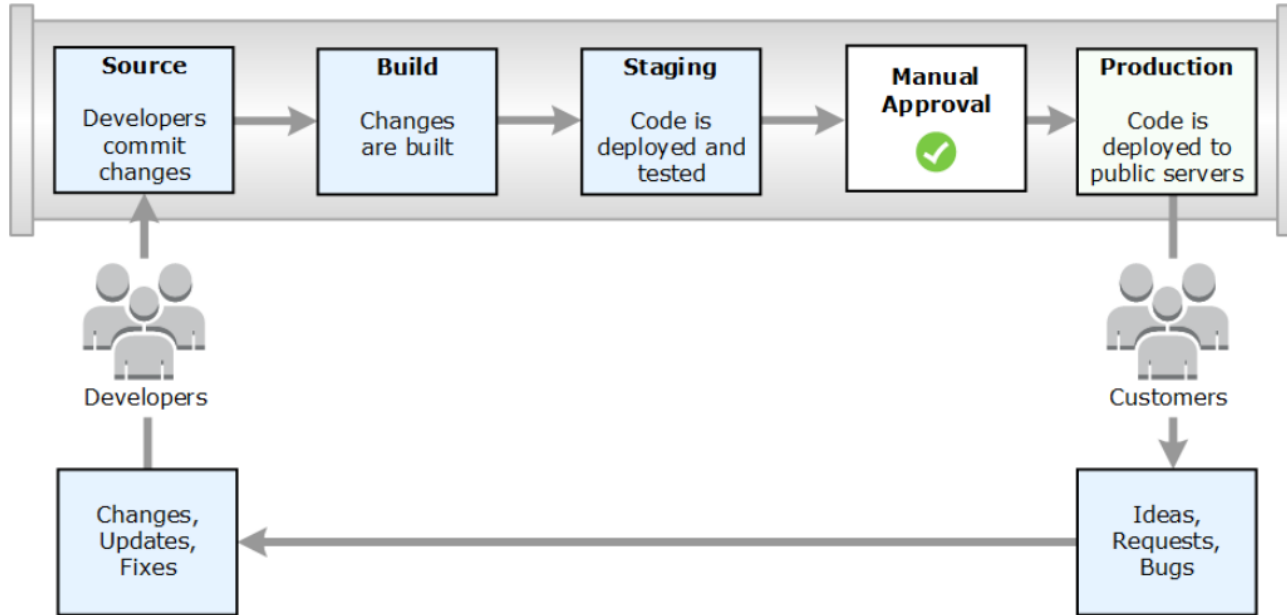 Source
Developers
commit
changes
Build
Changes
are built
Staging
Code is
deployed and
tested
Manual
Approval
Production
Code is
deployed to
public servers
Developers
Customers
Changes,
Updates,
Fixes
Ideas,
Requests,
Bugs